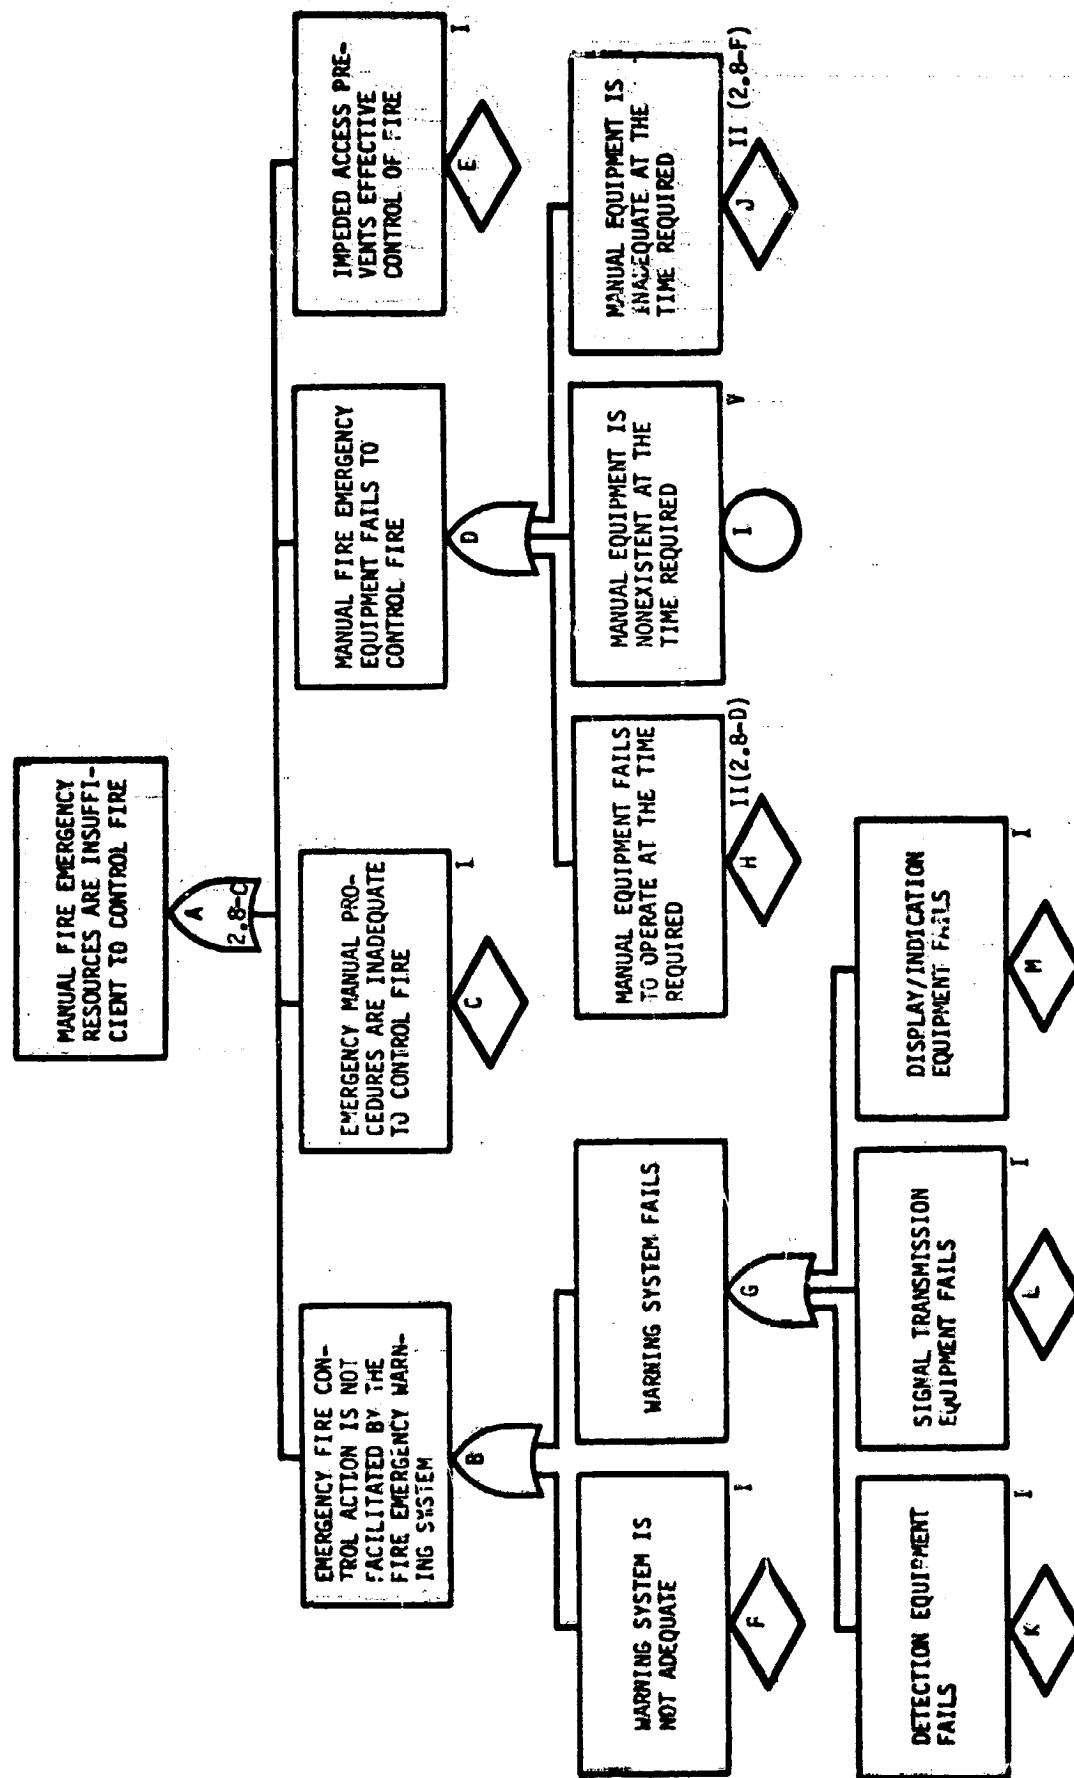 MANUAL FIRE EMERGENCY
RESOURCES ARE INSUFFI-
CIENT TO CONTROL FIRE
A
2.8-C
EMERGENCY FIRE CON-
TROL ACTION IS NOT
FACILITATED BY THE
FIRE EMERGENCY WARN-
ING SYSTEM
B
EMERGENCY MANUAL PRO-
CEDURES ARE INADEQUATE
TO CONTROL FIRE
I
C
MANUAL FIRE EMERGENCY
EQUIPMENT FAILS TO
CONTROL FIRE
D
IMPEDED ACCESS PRE-
VENTS EFFECTIVE
CONTROL OF FIRE
I
E
WARNING SYSTEM IS
NOT ADEQUATE
I
F
WARNING SYSTEM FAILS
G
MANUAL EQUIPMENT FAILS
TO OPERATE AT THE TIME
REQUIRED
II(2.8-D)
H
MANUAL EQUIPMENT IS
NONEXISTENT AT THE
TIME REQUIRED
V
I
MANUAL EQUIPMENT IS
INADEQUATE AT THE
TIME REQUIRED
II (2.8-F)
J
DETECTION EQUIPMENT
FAILS
I
K
SIGNAL TRANSMISSION
EQUIPMENT FAILS
I
L
DISPLAY/INDICATION
EQUIPMENT FAILS
I
M